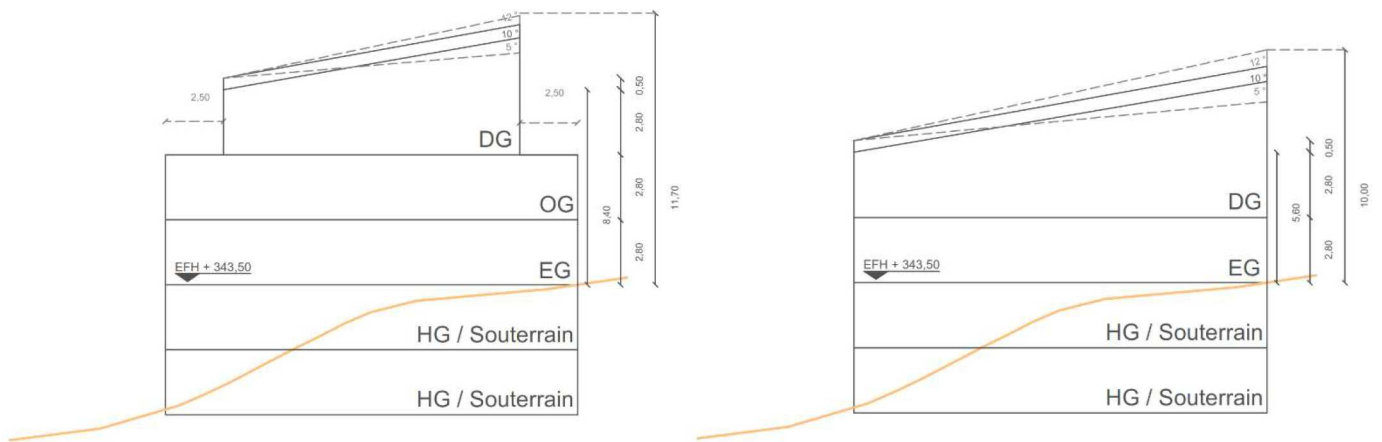 12 °
10 °
5 °
2,50
2,50
0,50
2,80
DG
11,70
OG
8,40
2,80
EFH + 343,50
EG
2,80
HG / Souterrain
HG / Souterrain
12 °
10 °
5 °
0,50
2,80
10,00
DG
5,60
EFH + 343,50
EG
2,80
HG / Souterrain
HG / Souterrain